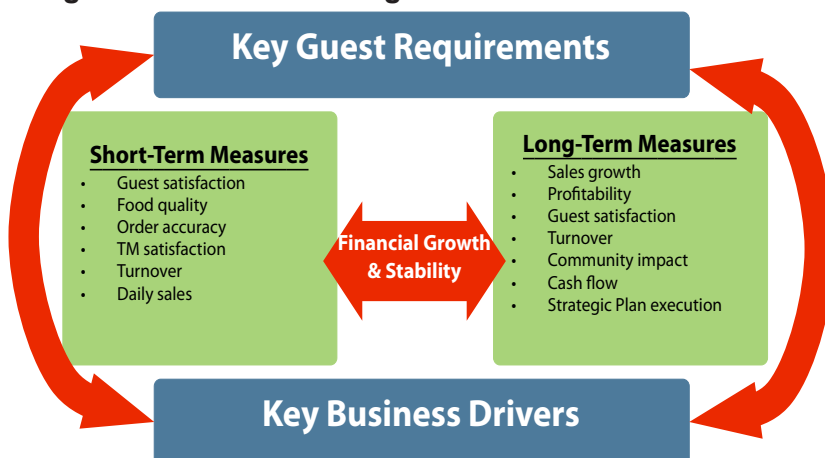 Key Guest Requirements
Short-Term Measures
• Guest satisfaction
• Food quality
• Order accuracy
• TM satisfaction
• Turnover
• Daily sales
Financial Growth
& Stability
Long-Term Measures
• Sales growth
• Profitability
• Guest satisfaction
• Turnover
• Community impact
• Cash flow
• Strategic Plan execution
Key Business Drivers